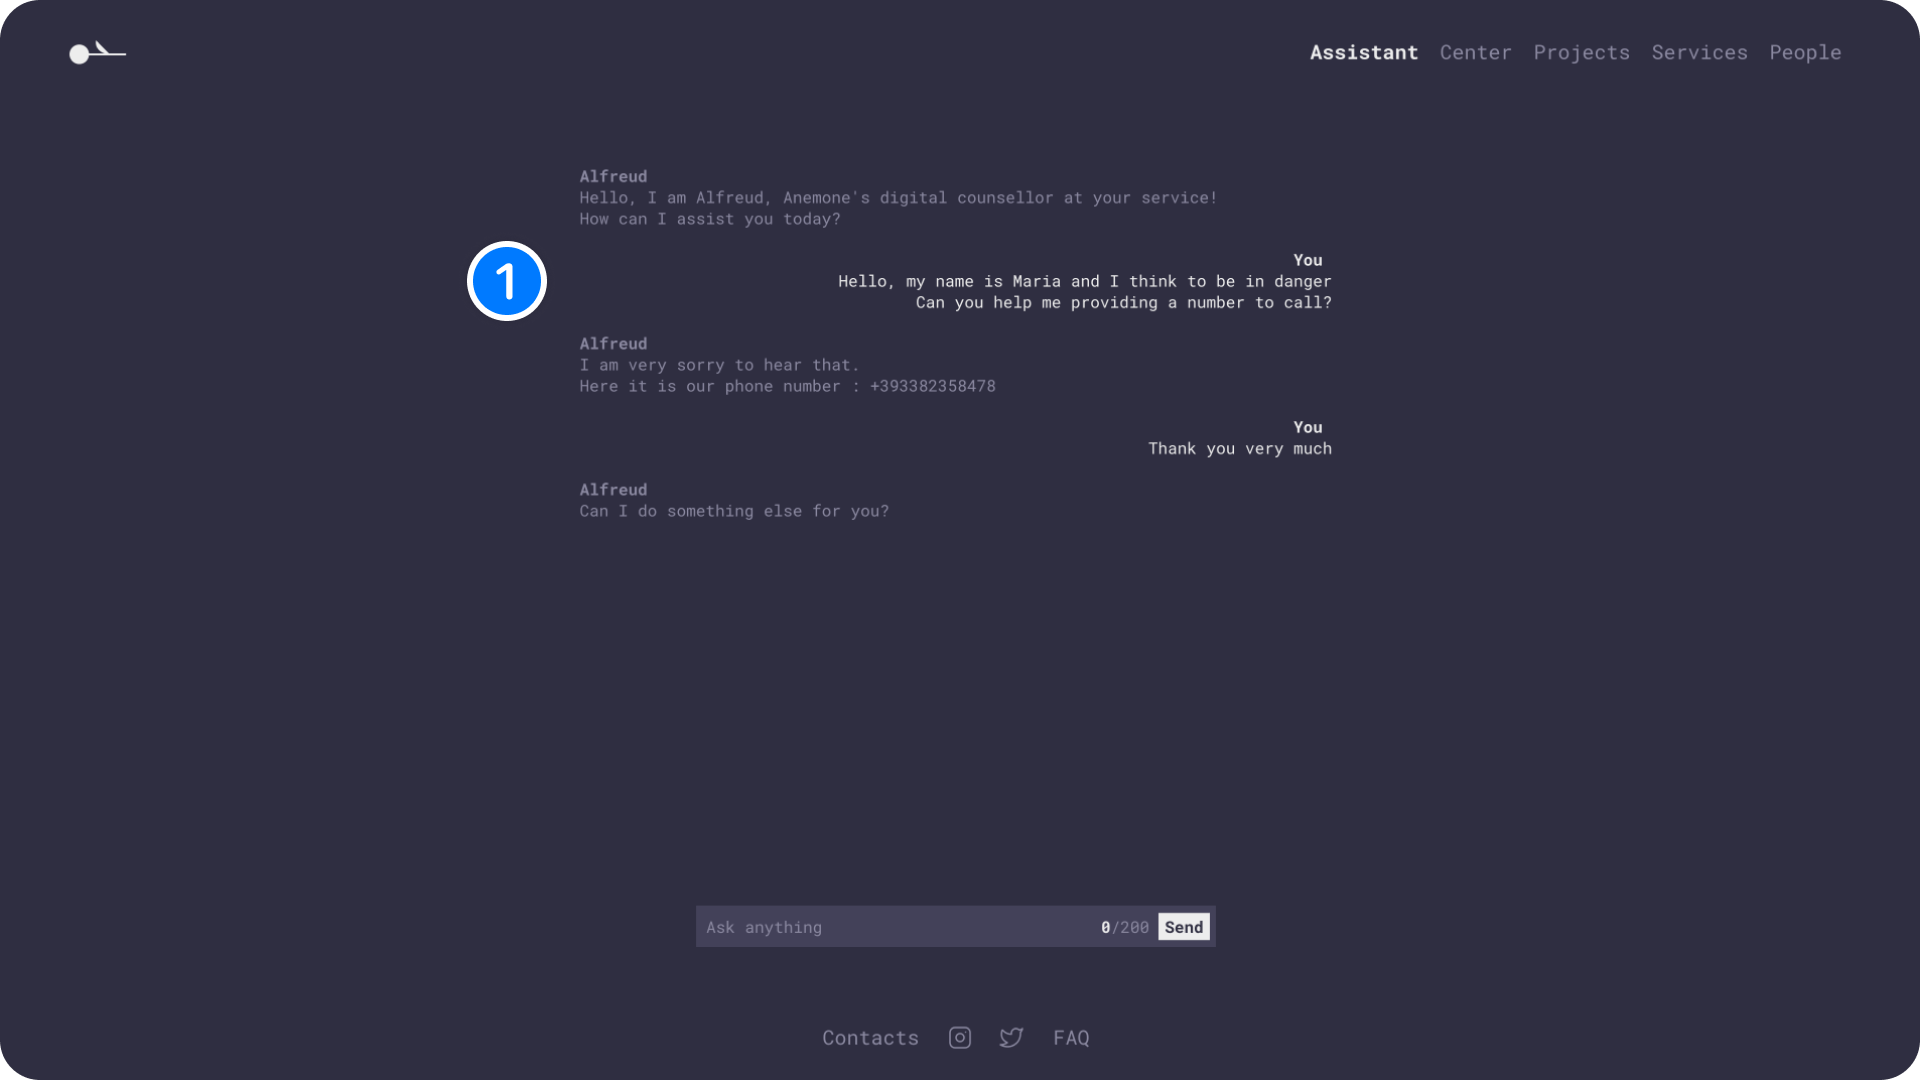 Assistant Center Projects Services People
Alfreud
Hello, I am Alfreud, Anemone's digital counsellor at your service!
How can I assist you today?
You
1
Hello, my name is Maria and I think to be in danger
Can you help me providing a number to call?
Alfreud
I am very sorry to hear that.
Here it is our phone number : +393382358478
You
Thank you very much
Alfreud
Can I do something else for you?
Ask anything 0/200 Send
Contacts FAQ